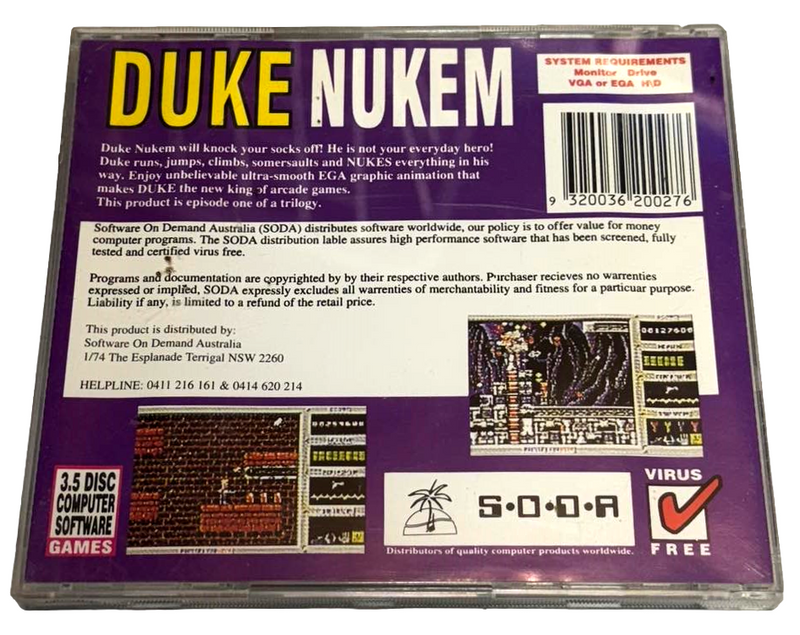 DUKE NUKEM
SYSTEM REQUIREMENTS
Monitor Drive
VGA or EGA HD
Duke Nukem will knock your socks off! He is not your everyday hero!
Duke runs, jumps, climbs, somersaults and NUKES everything in his
way. Enjoy unbelievable ultra-smooth EGA graphic animation that
makes DUKE the new king of arcade games.
This product is episode one of a trilogy.
9 320036 200276
Software On Demand Australia (SODA) distributes software worldwide, our policy is to offer value for money
computer programs. The SODA distribution lable assures high performance software that has been screened, fully
tested and certified virus free.
Programs and documentation are copyrighted by by their respective authors. Purchaser recieves no warrenties
expressed or implied, SODA expressly excludes all warrenties of merchantability and fitness for a particuar purpose.
Liability if any, is limited to a refund of the retail price.
This product is distributed by:
Software On Demand Australia
1/74 The Esplanade Terrigal NSW 2260
HELPLINE: 0411 216 161 & 0414 620 214
3.5 DISC
COMPUTER
SOFTWARE
GAMES
S·O·D·A
Distributors of quality computer products worldwide.
VIRUS
FREE